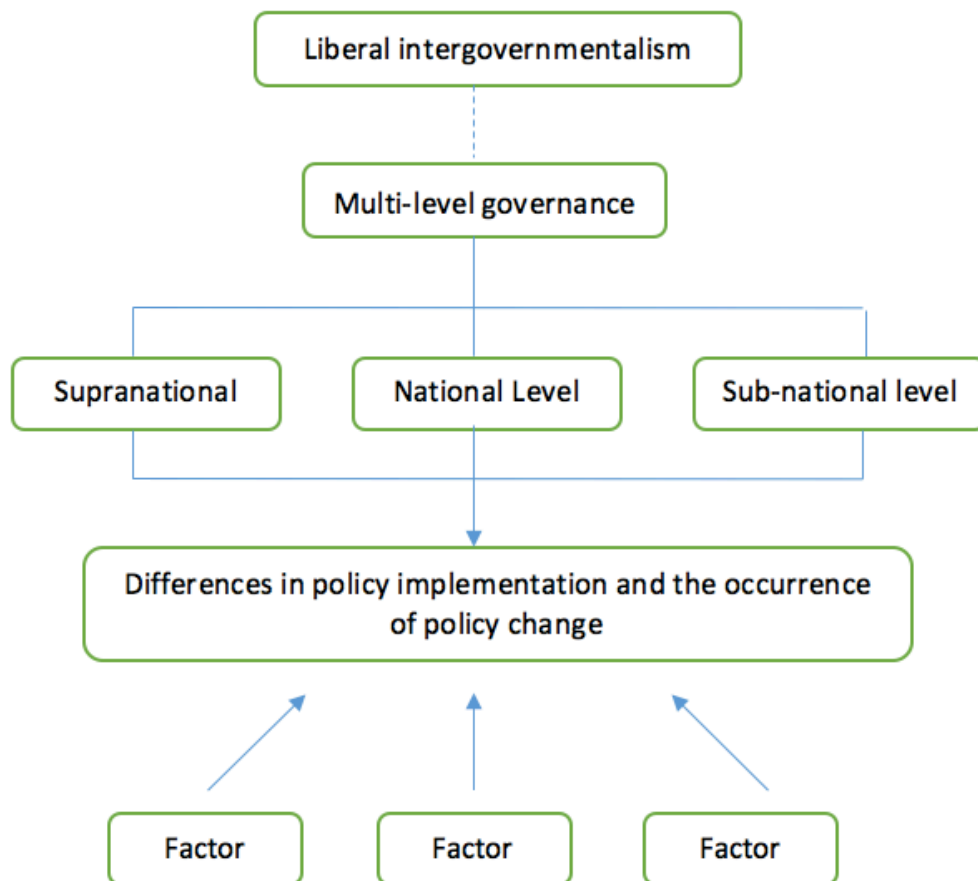 Liberal intergovernmentalism
Multi-level governance
Supranational
National Level
Sub-national level
Differences in policy implementation and the occurrence
of policy change
Factor
Factor
Factor